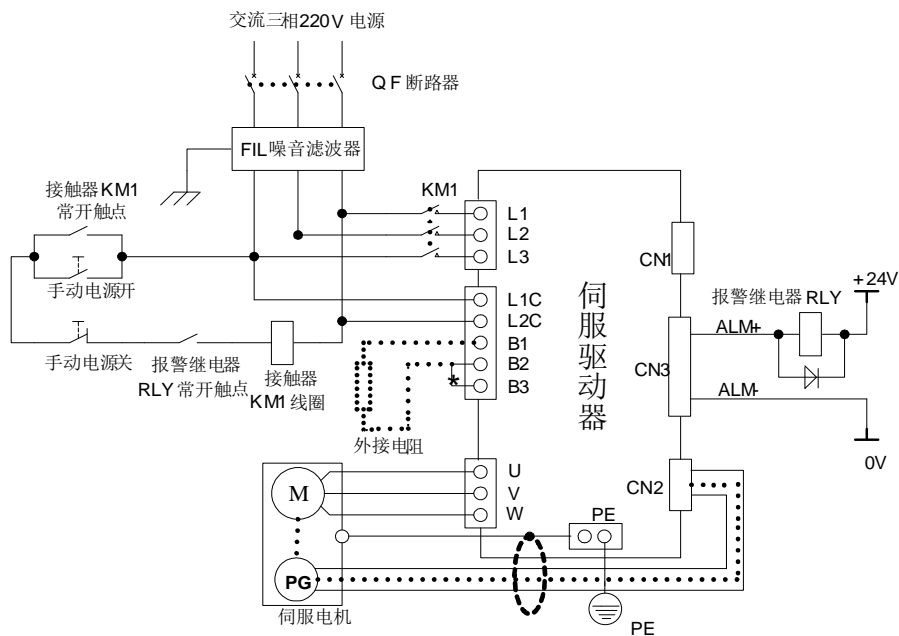 交流三相220V 电源
QF 断路器
FIL噪音滤波器
接触器KM1
常开触点
手动电源开
手动电源关
报警继电器
RLY 常开触点
接触器
KM1 线圈
KM1
L1
L2
L3
L1C
L2C
B1
B2
*
B3
外接电阻
U
V
W
伺服驱动器
CN1
CN3
CN2
ALM+
ALM-
报警继电器 RLY
+24V
0V
M
PG
伺服电机
PE
PE